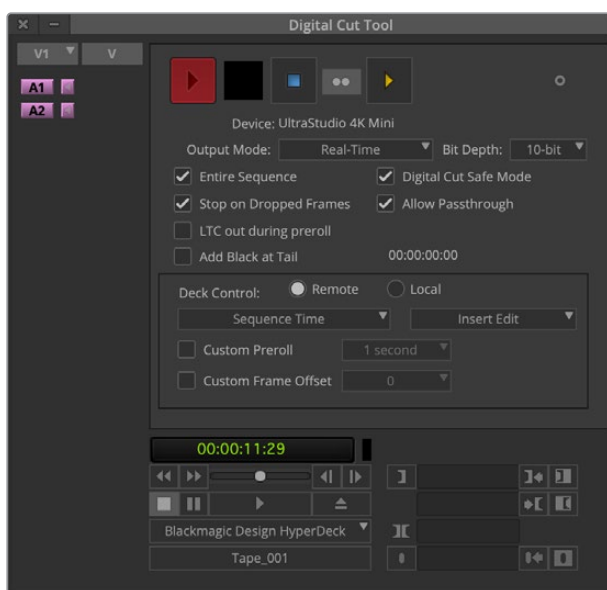 Digital Cut Tool
V1 V
A1
A2
Device: UltraStudio 4K Mini
Output Mode: Real-Time Bit Depth: 10-bit
Entire Sequence Digital Cut Safe Mode
Stop on Dropped Frames Allow Passthrough
LTC out during preroll
Add Black at Tail 00:00:00:00
Deck Control: Remote Local
Sequence Time Insert Edit
Custom Preroll 1 second
Custom Frame Offset 0
00:00:11:29
Blackmagic Design HyperDeck
Tape_001